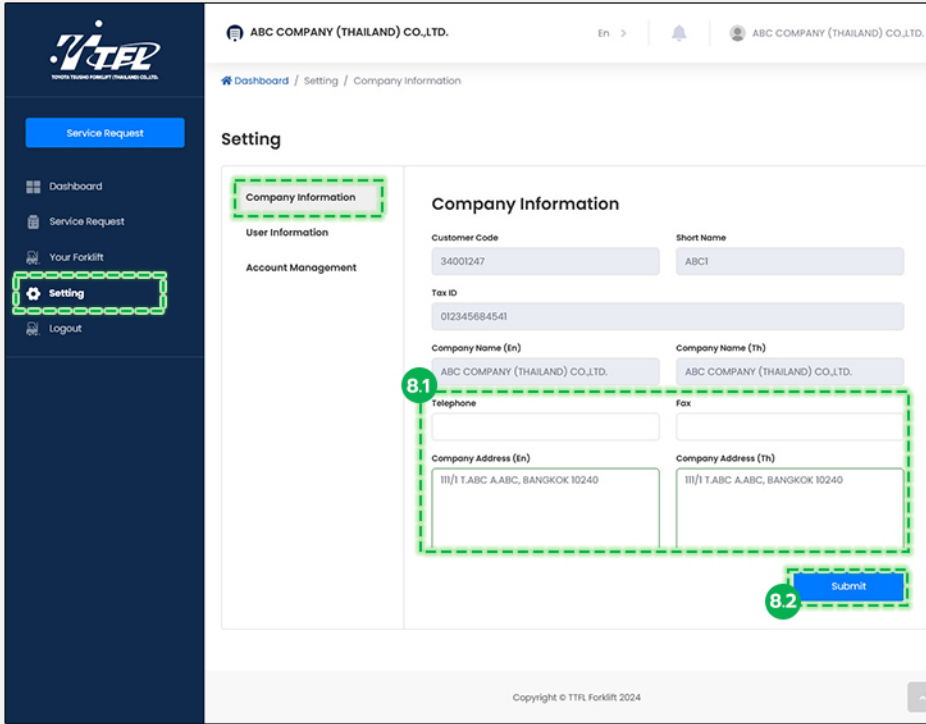 TTFL
TOYOTA TSUSHO FORKLIFT (THAILAND) CO.,LTD.
ABC COMPANY (THAILAND) CO.,LTD.
En >
ABC COMPANY (THAILAND) CO.,LTD.
Dashboard / Setting / Company Information
Service Request
Dashboard
Service Request
Your Forklift
Setting
Logout
Setting
Company Information
User Information
Account Management
Company Information
Customer Code
Short Name
34001247
ABC1
Tax ID
012345684541
Company Name (En)
Company Name (Th)
ABC COMPANY (THAILAND) CO.,LTD.
ABC COMPANY (THAILAND) CO.,LTD.
8.1
Telephone
Fax
Company Address (En)
Company Address (Th)
111/1 T.ABC A.ABC, BANGKOK 10240
111/1 T.ABC A.ABC, BANGKOK 10240
8.2
Submit
Copyright © TTFL Forklift 2024